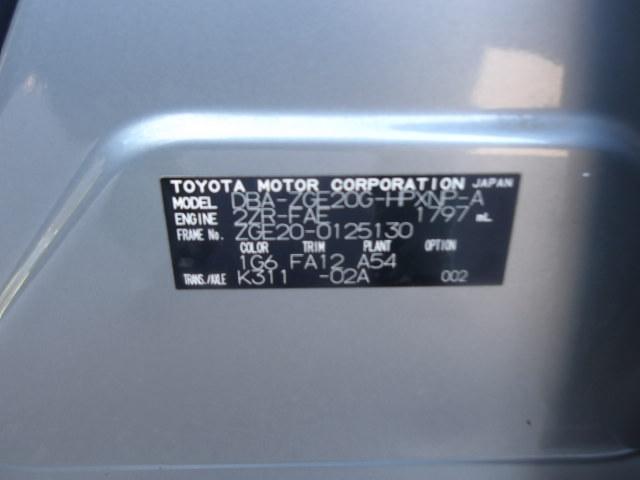 TOYOTA MOTOR CORPORATION JAPAN
MODEL DBA-ZGE20G-HPXNP-A
ENGINE 2ZR-FAE 1797 mL
FRAME No. ZGE20-0125130
COLOR TRIM PLANT OPTION
1G6 FA12 A54
TRANS./AXLE K311 -02A 002